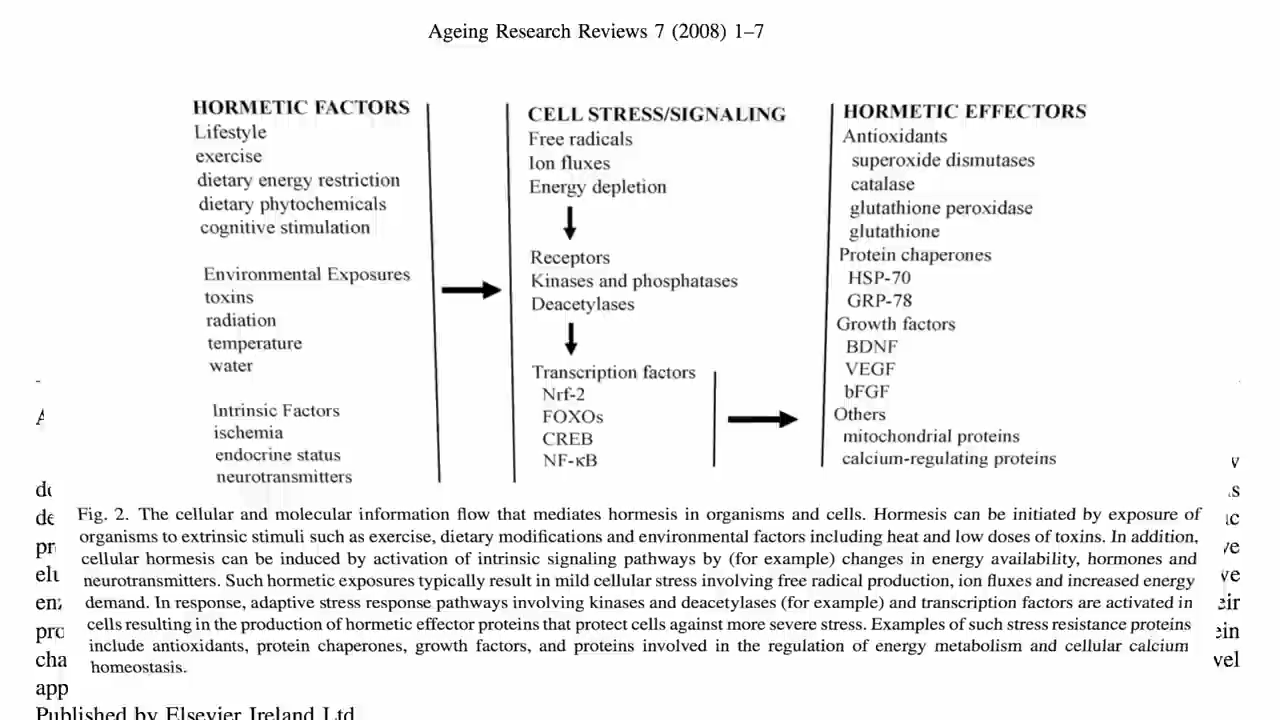 Ageing Research Reviews 7 (2008) 1–7
HORMETIC FACTORS
Lifestyle
exercise
dietary energy restriction
dietary phytochemicals
cognitive stimulation
Environmental Exposures
toxins
radiation
temperature
water
Intrinsic Factors
ischemia
endocrine status
neurotransmitters
CELL STRESS/SIGNALING
Free radicals
Ion fluxes
Energy depletion
Receptors
Kinases and phosphatases
Deacetylases
Transcription factors
Nrf-2
FOXOs
CREB
NF-κB
HORMETIC EFFECTORS
Antioxidants
superoxide dismutases
catalase
glutathione peroxidase
glutathione
Protein chaperones
HSP-70
GRP-78
Growth factors
BDNF
VEGF
bFGF
Others
mitochondrial proteins
calcium-regulating proteins
Fig. 2. The cellular and molecular information flow that mediates hormesis in organisms and cells. Hormesis can be initiated by exposure of
organisms to extrinsic stimuli such as exercise, dietary modifications and environmental factors including heat and low doses of toxins. In addition,
cellular hormesis can be induced by activation of intrinsic signaling pathways by (for example) changes in energy availability, hormones and
neurotransmitters. Such hormetic exposures typically result in mild cellular stress involving free radical production, ion fluxes and increased energy
demand. In response, adaptive stress response pathways involving kinases and deacetylases (for example) and transcription factors are activated in
cells resulting in the production of hormetic effector proteins that protect cells against more severe stress. Examples of such stress resistance proteins
include antioxidants, protein chaperones, growth factors, and proteins involved in the regulation of energy metabolism and cellular calcium
homeostasis.
Published by Elsevier Ireland Ltd